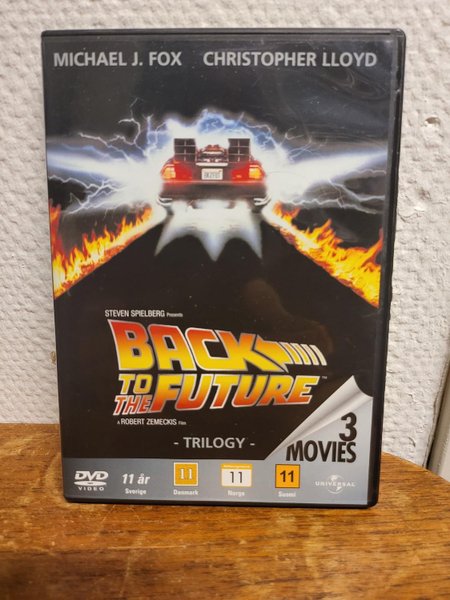 MICHAEL J. FOX CHRISTOPHER LLOYD
STEVEN SPIELBERG Presents
BACK
TO THE FUTURE™
A ROBERT ZEMECKIS Film
- TRILOGY -
3
MOVIES
DVD
VIDEO
11 år
Sverige
11
Danmark
11
Norge
11
Suomi
UNIVERSAL